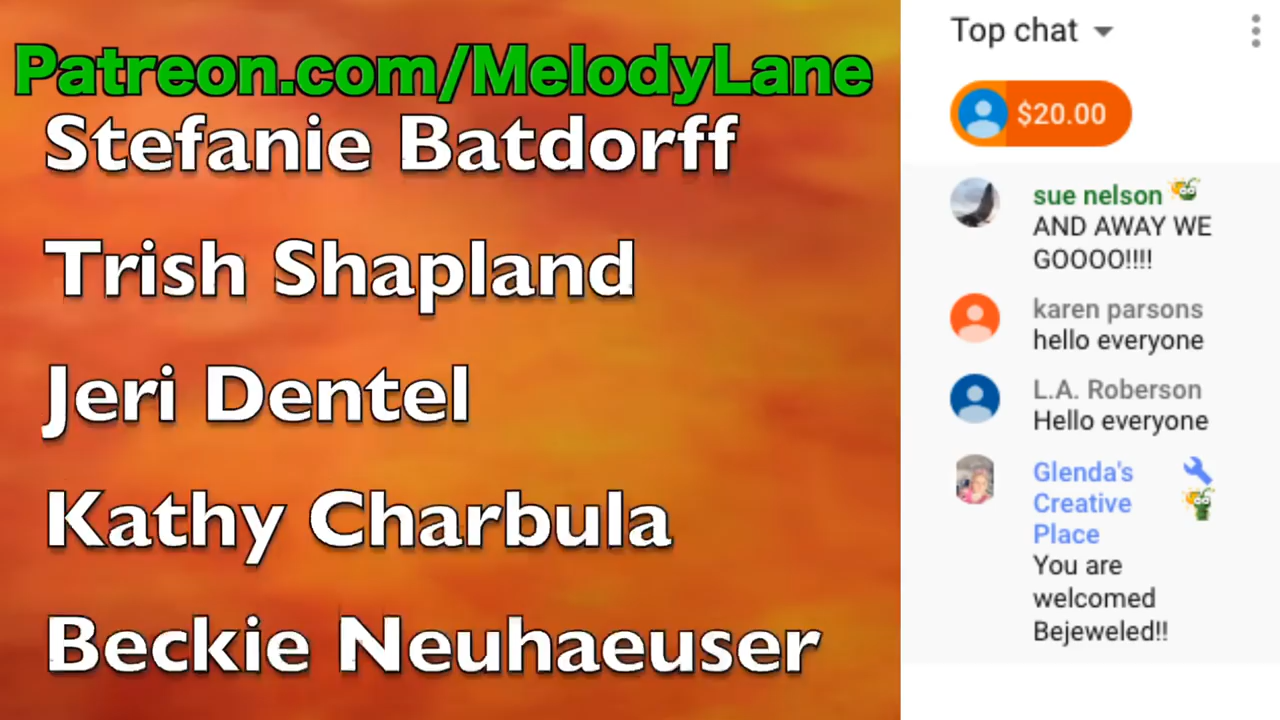 Patreon.com/MelodyLane
Stefanie Batdorff
Trish Shapland
Jeri Dentel
Kathy Charbula
Beckie Neuhaeuser
Top chat
$20.00
sue nelson
AND AWAY WE
GOOOO!!!!
karen parsons
hello everyone
L.A. Roberson
Hello everyone
Glenda's
Creative
Place
You are
welcomed
Bejeweled!!